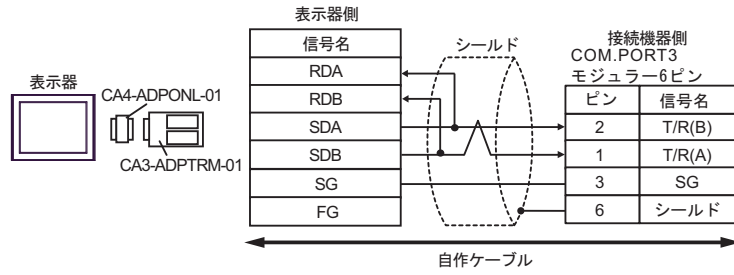 表示器側
信号名
RDA
RDB
SDA
SDB
SG
FG
シールド
接続機器側
COM.PORT3
モジュラー6ピン
ピン 信号名
2 T/R(B)
1 T/R(A)
3 SG
6 シールド
表示器
CA4-ADPONL-01
CA3-ADPTRM-01
自作ケーブル